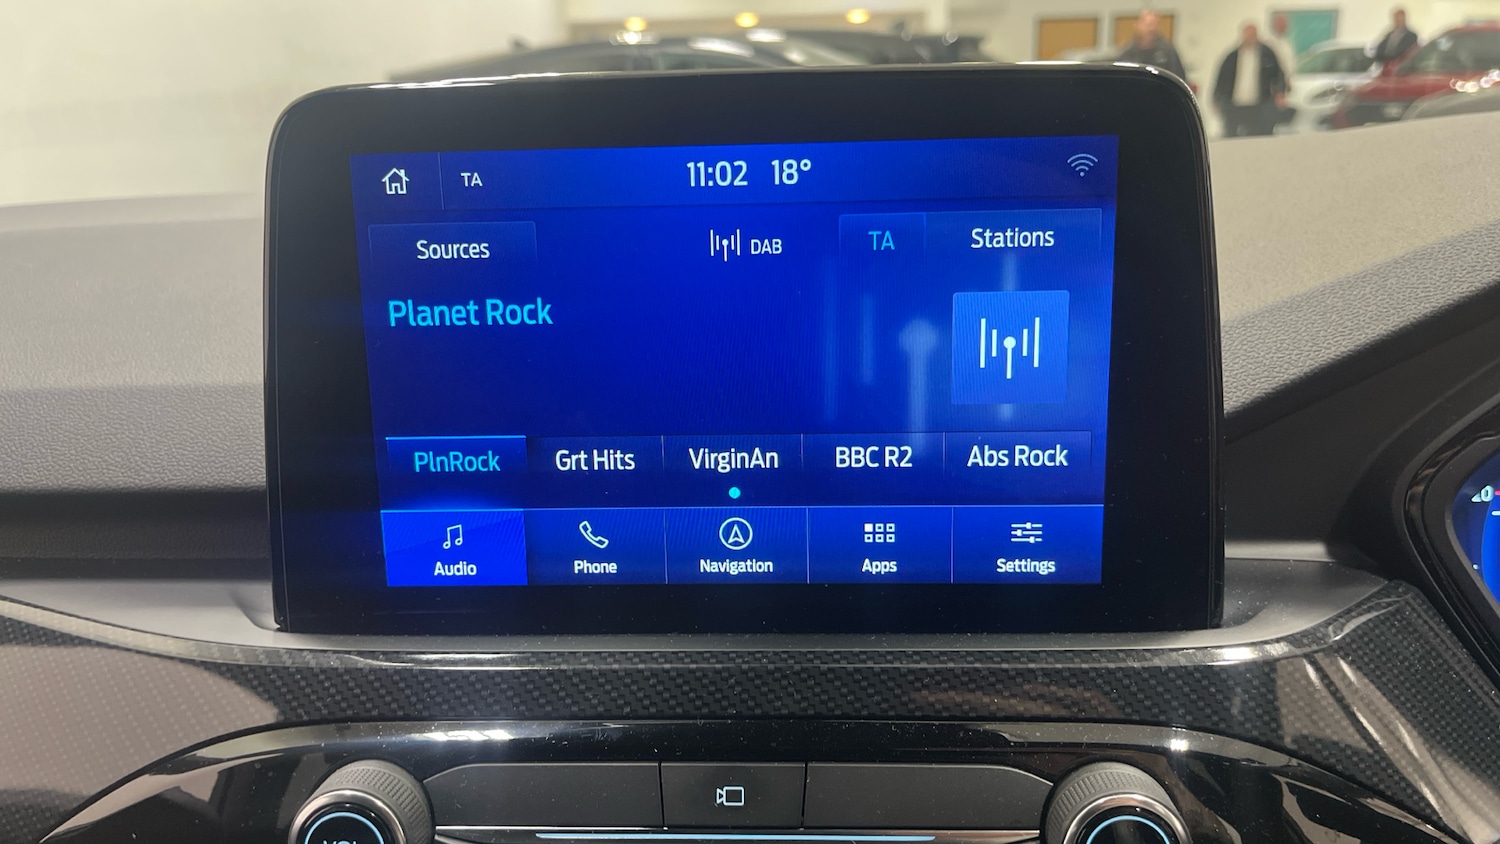 TA 11:02 18°
Sources DAB TA Stations
Planet Rock
PlnRock Grt Hits VirginAn BBC R2 Abs Rock
Audio Phone Navigation Apps Settings